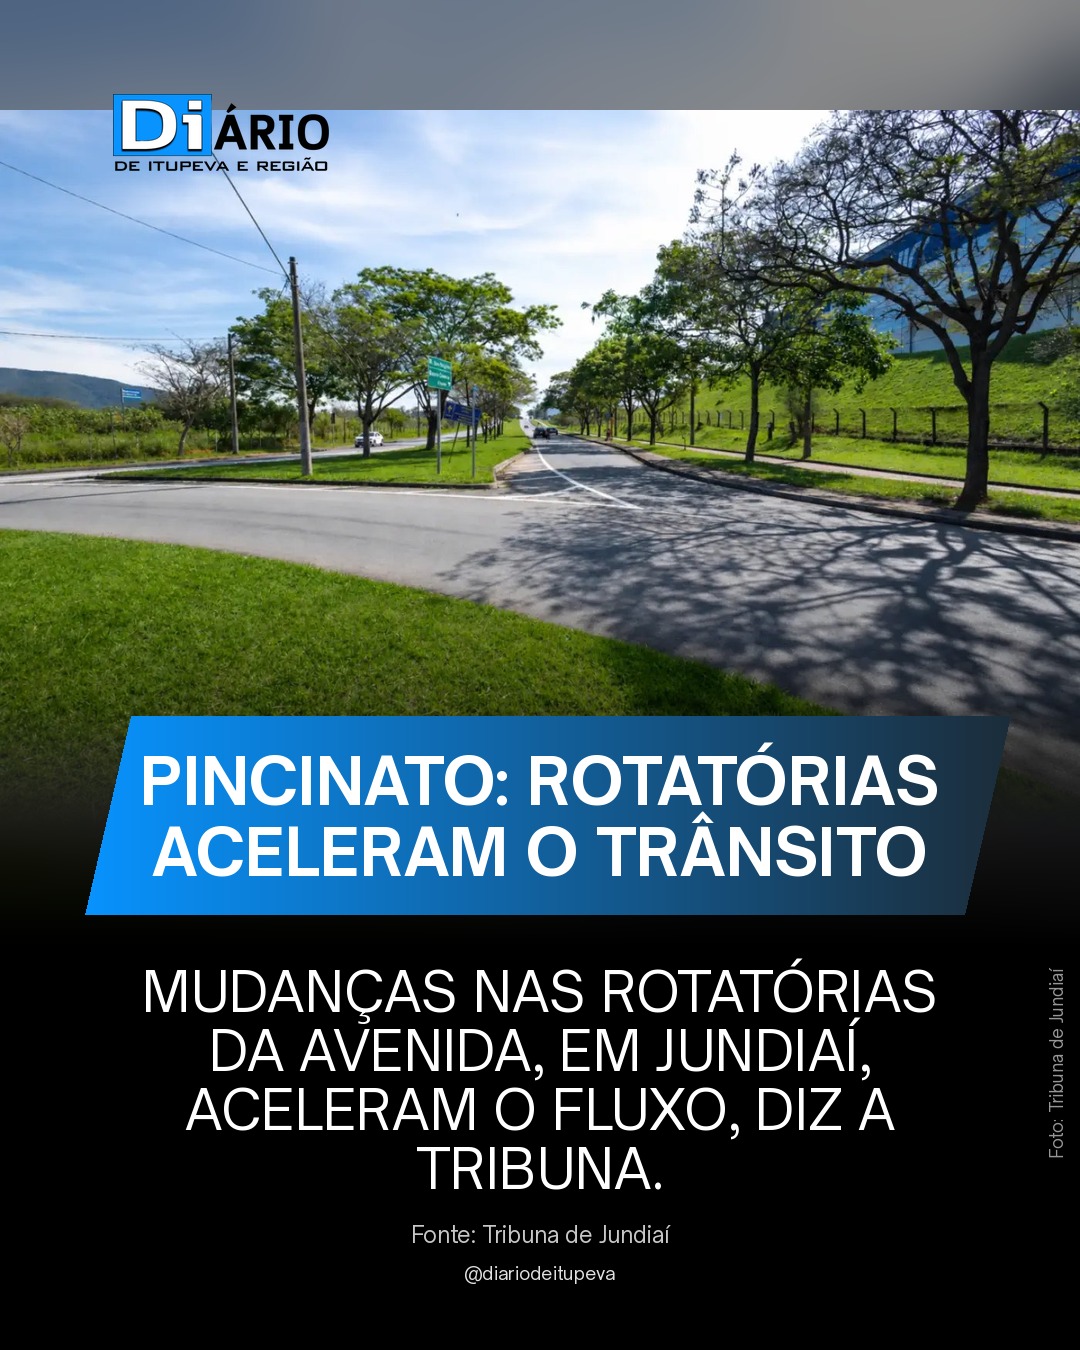 DiÁRIO
DE ITUPEVA E REGIÃO
PINCINATO: ROTATÓRIAS
ACELERAM O TRÂNSITO
MUDANÇAS NAS ROTATÓRIAS
DA AVENIDA, EM JUNDIAÍ,
ACELERAM O FLUXO, DIZ A
TRIBUNA.
Foto: Tribuna de Jundiaí
Fonte: Tribuna de Jundiaí
@diariodeitupeva